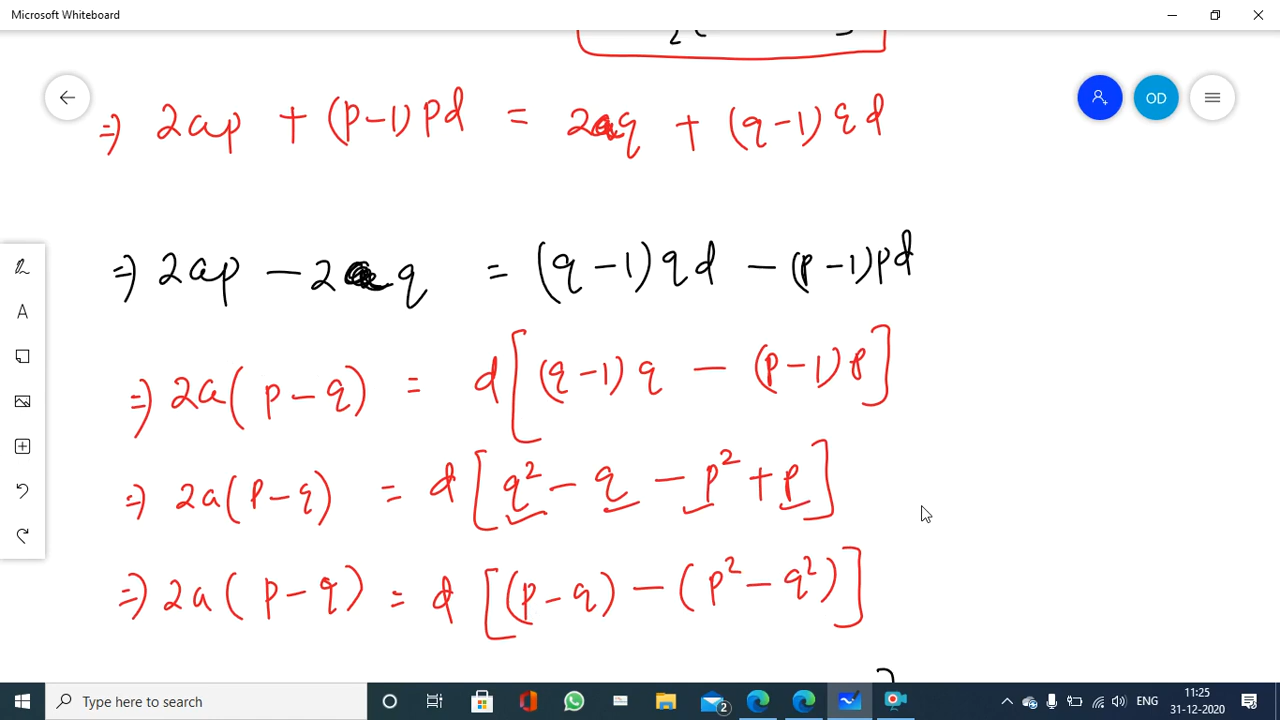 Microsoft Whiteboard
OD
⇒ 2ap + (p-1)pd = 2aq + (q-1)qd
⇒ 2ap - 2aq = (q-1)qd - (p-1)pd
⇒ 2a(p-q) = d[(q-1)q - (p-1)p]
⇒ 2a(p-q) = d[q² - q - p² + p]
⇒ 2a(p-q) = d[(p-q) - (p²-q²)]
Type here to search
2
ENG
11:25
31-12-2020